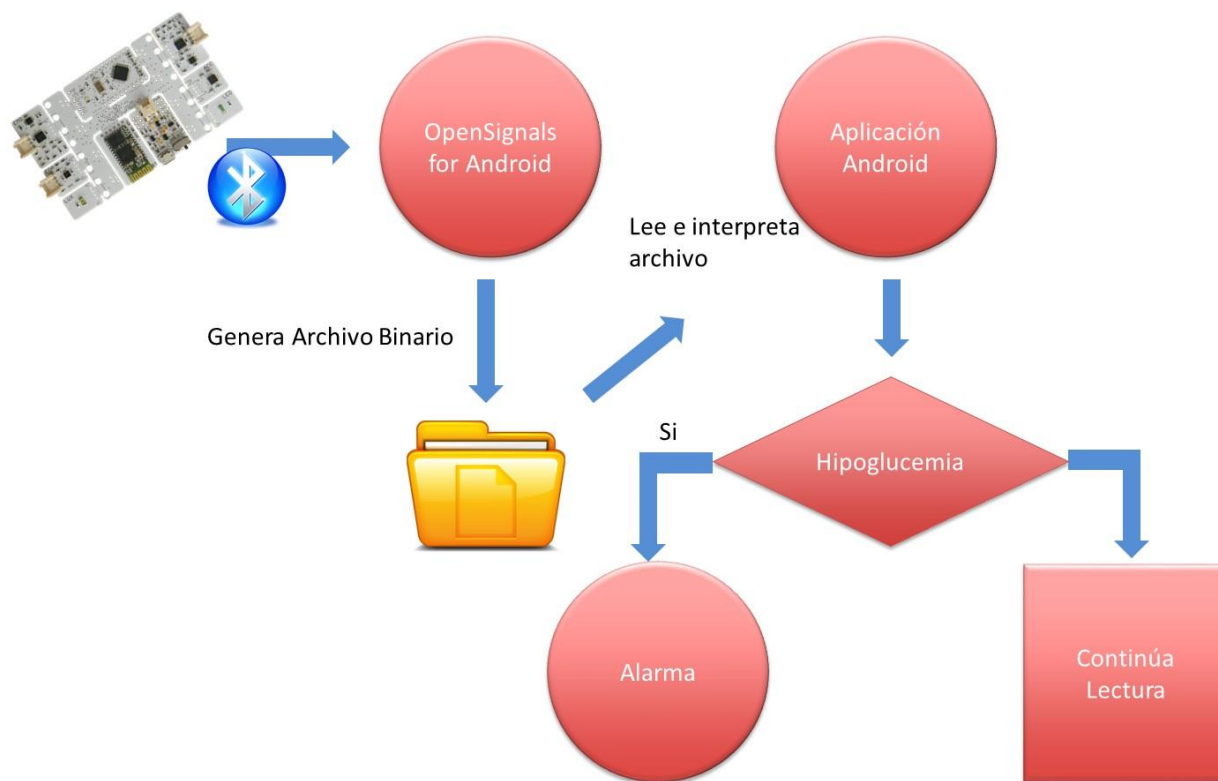 OpenSignals
for Android
Aplicación
Android
Lee e interpreta
archivo
Genera Archivo Binario
Si
Hipoglucemia
Alarma
Continúa
Lectura